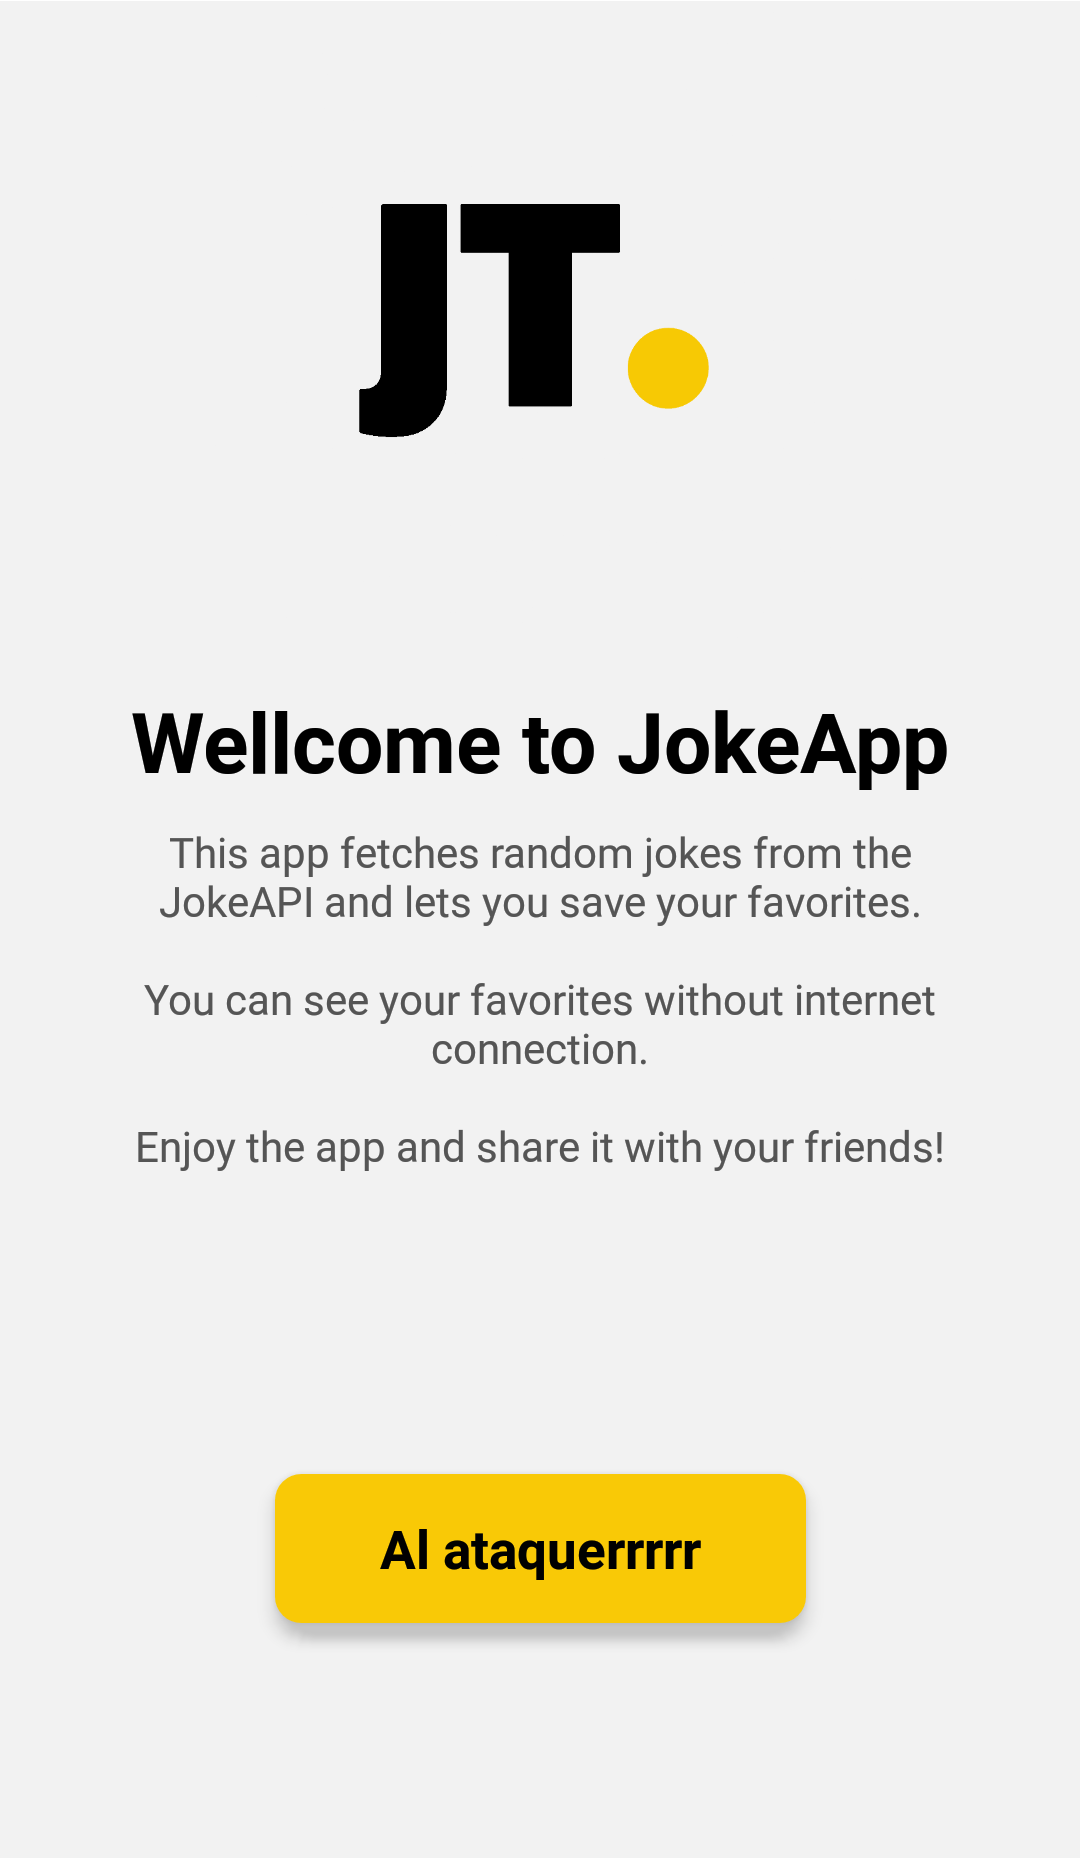 JT.
Wellcome to JokeApp
This app fetches random jokes from the
JokeAPI and lets you save your favorites.
You can see your favorites without internet
connection.
Enjoy the app and share it with your friends!
Al ataquerrrrr